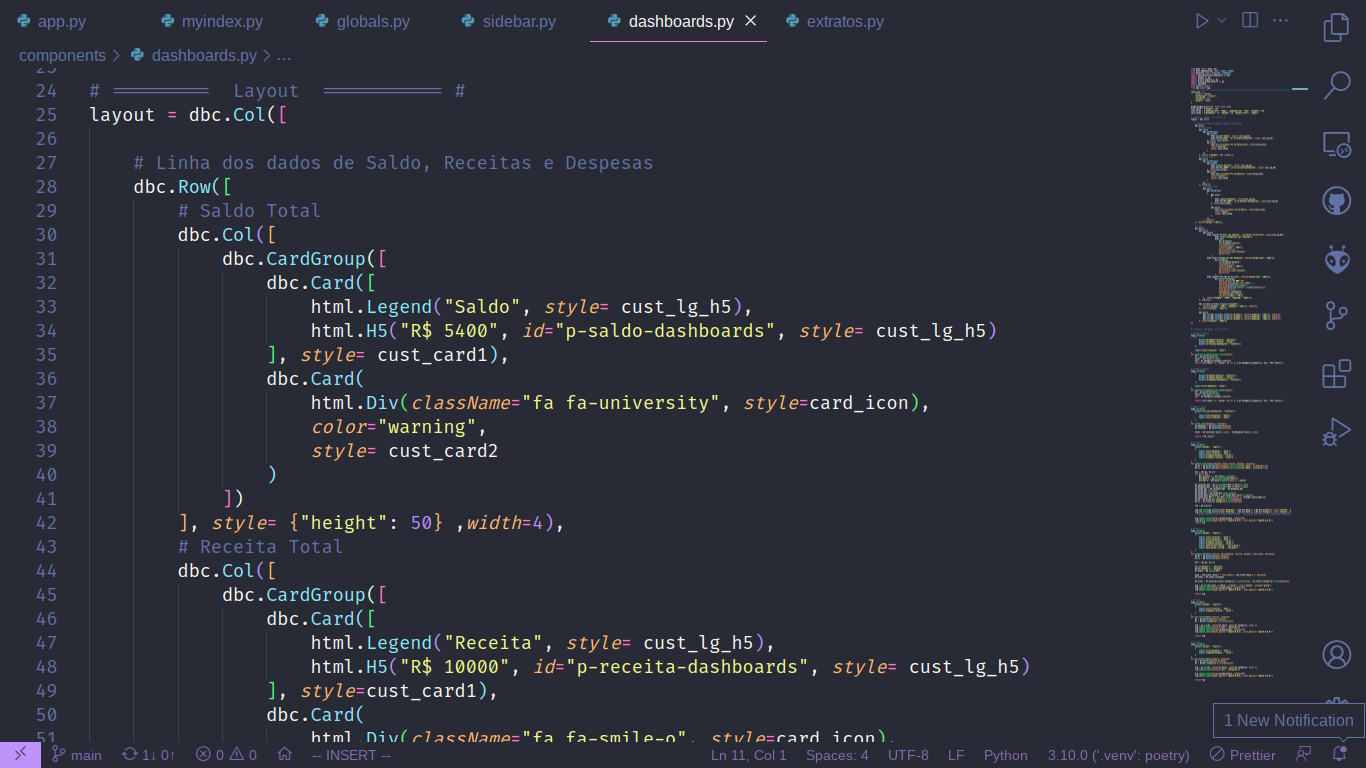 app.py myindex.py globals.py sidebar.py dashboards.py extratos.py
components > dashboards.py > ...
24 # ═════════ Layout ═══════════ #
25 layout = dbc.Col([
26
27     # Linha dos dados de Saldo, Receitas e Despesas
28     dbc.Row([
29         # Saldo Total
30         dbc.Col([
31             dbc.CardGroup([
32                 dbc.Card([
33                     html.Legend("Saldo", style= cust_lg_h5),
34                     html.H5("R$ 5400", id="p-saldo-dashboards", style= cust_lg_h5)
35                 ], style= cust_card1),
36                 dbc.Card(
37                     html.Div(className="fa fa-university", style=card_icon),
38                     color="warning",
39                     style= cust_card2
40                 )
41             ])
42         ], style= {"height": 50} ,width=4),
43         # Receita Total
44         dbc.Col([
45             dbc.CardGroup([
46                 dbc.Card([
47                     html.Legend("Receita", style= cust_lg_h5),
48                     html.H5("R$ 10000", id="p-receita-dashboards", style= cust_lg_h5)
49                 ], style=cust_card1),
50                 dbc.Card(
51                     html.Div(className="fa fa-smile-o", style=card_icon),
1 New Notification
main 1↓ 0↑ 0 0 -- INSERT -- Ln 11, Col 1 Spaces: 4 UTF-8 LF Python 3.10.0 ('.venv': poetry) Prettier